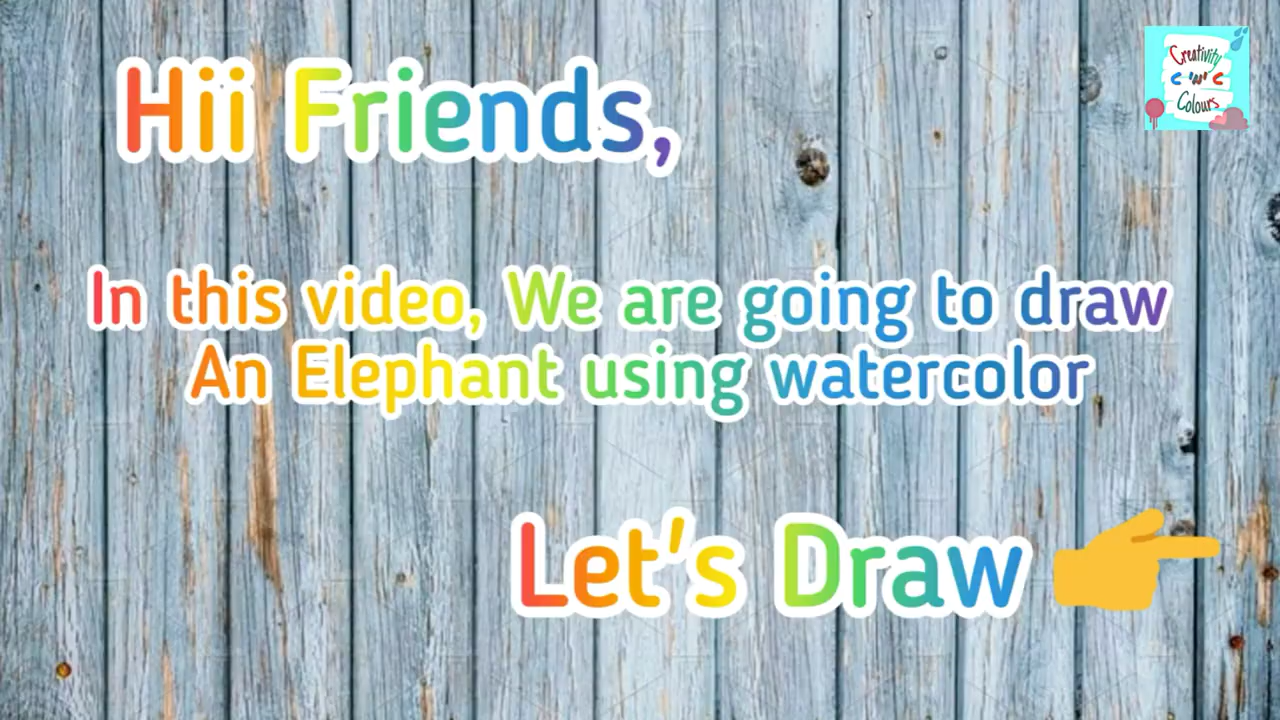 Hii Friends,
In this video, We are going to draw
An Elephant using watercolor
Let's Draw
Creativity
Colours